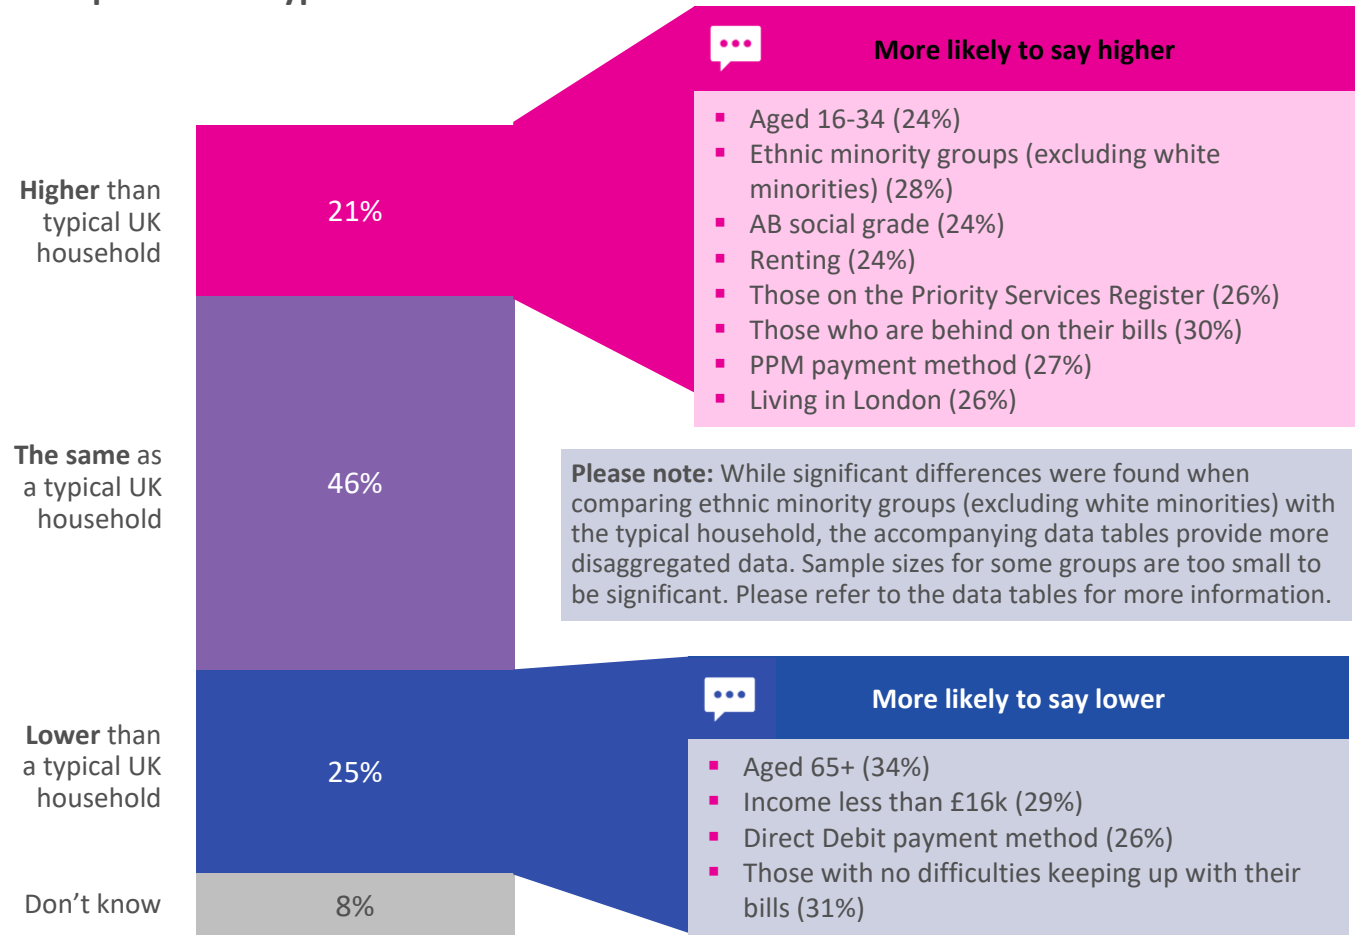 More likely to say higher
▪ Aged 16-34 (24%)
▪ Ethnic minority groups (excluding white
minorities) (28%)
▪ AB social grade (24%)
▪ Renting (24%)
▪ Those on the Priority Services Register (26%)
▪ Those who are behind on their bills (30%)
▪ PPM payment method (27%)
▪ Living in London (26%)
Higher than
typical UK
household
21%
The same as
a typical UK
household
46%
Please note: While significant differences were found when
comparing ethnic minority groups (excluding white minorities) with
the typical household, the accompanying data tables provide more
disaggregated data. Sample sizes for some groups are too small to
be significant. Please refer to the data tables for more information.
Lower than
a typical UK
household
25%
More likely to say lower
▪ Aged 65+ (34%)
▪ Income less than £16k (29%)
▪ Direct Debit payment method (26%)
▪ Those with no difficulties keeping up with their
bills (31%)
Don’t know
8%